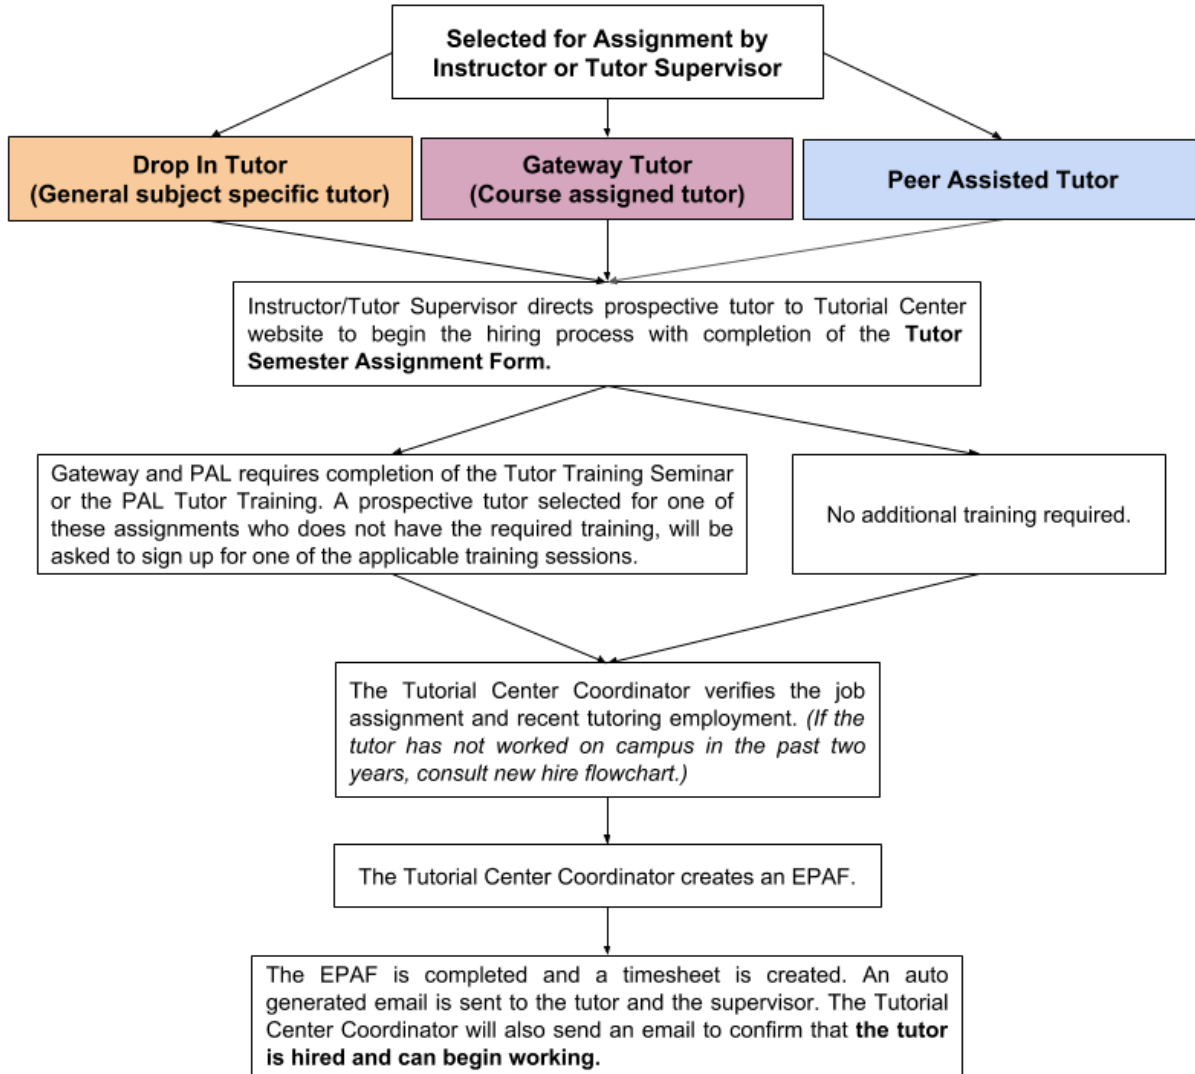 Selected for Assignment by
Instructor or Tutor Supervisor
Drop In Tutor
(General subject specific tutor)
Gateway Tutor
(Course assigned tutor)
Peer Assisted Tutor
Instructor/Tutor Supervisor directs prospective tutor to Tutorial Center
website to begin the hiring process with completion of the Tutor
Semester Assignment Form.
Gateway and PAL requires completion of the Tutor Training Seminar
or the PAL Tutor Training. A prospective tutor selected for one of
these assignments who does not have the required training, will be
asked to sign up for one of the applicable training sessions.
No additional training required.
The Tutorial Center Coordinator verifies the job
assignment and recent tutoring employment. (If the
tutor has not worked on campus in the past two
years, consult new hire flowchart.)
The Tutorial Center Coordinator creates an EPAF.
The EPAF is completed and a timesheet is created. An auto
generated email is sent to the tutor and the supervisor. The Tutorial
Center Coordinator will also send an email to confirm that the tutor
is hired and can begin working.